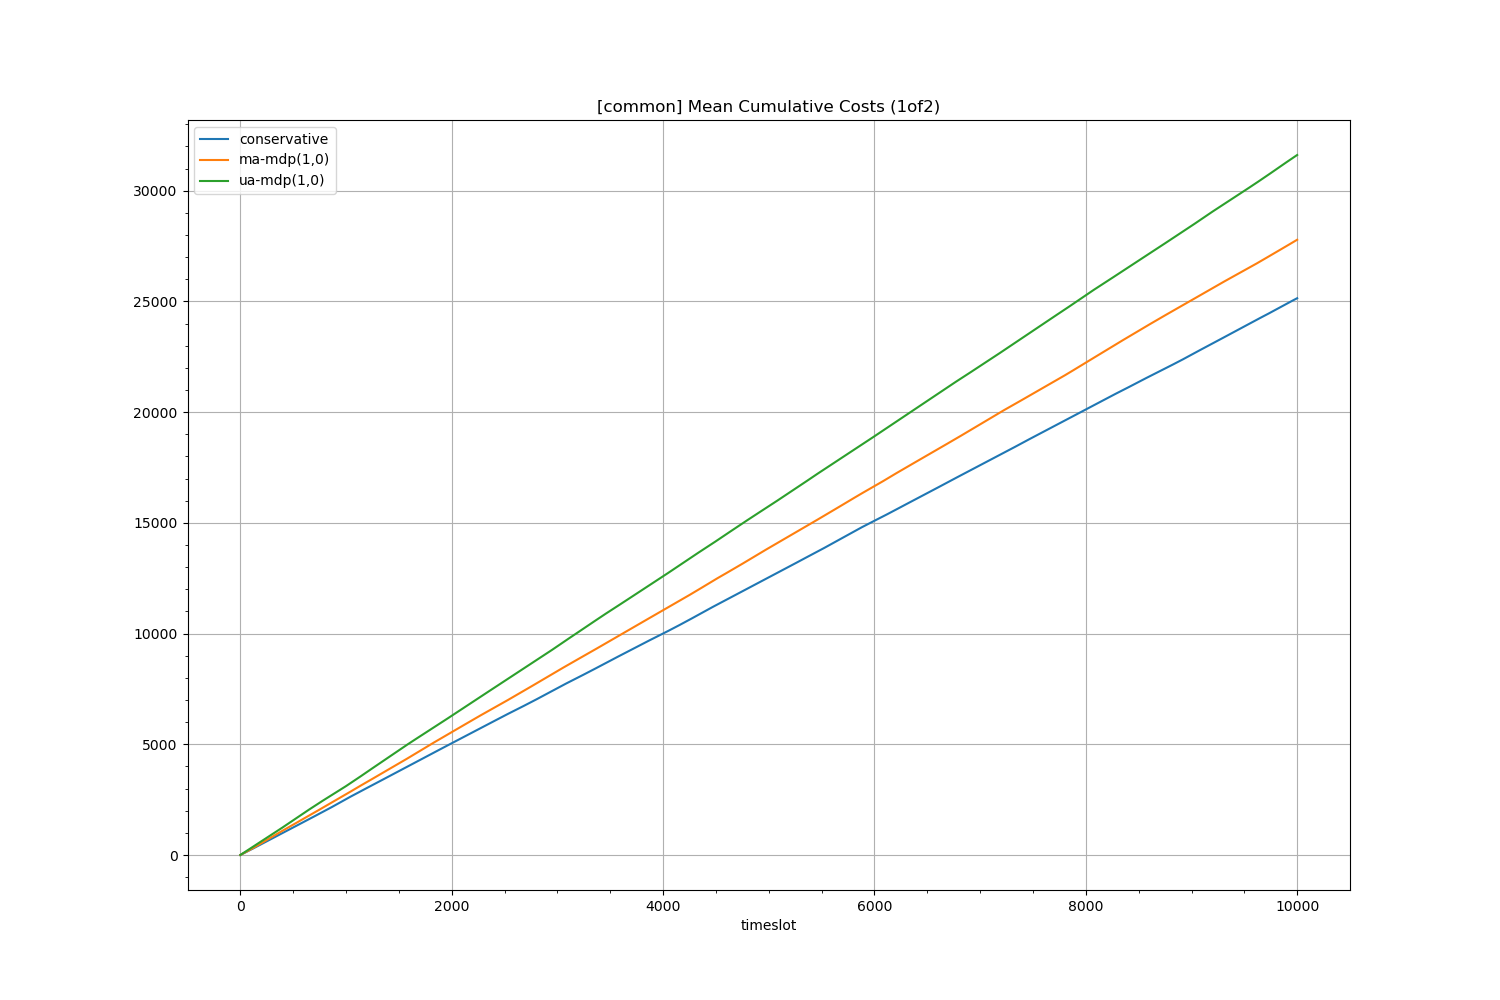 [common] Mean Cumulative Costs (1of2)
conservative
ma-mdp(1,0)
ua-mdp(1,0)
30000
25000
20000
15000
10000
5000
0
0 2000 4000 6000 8000 10000
timeslot